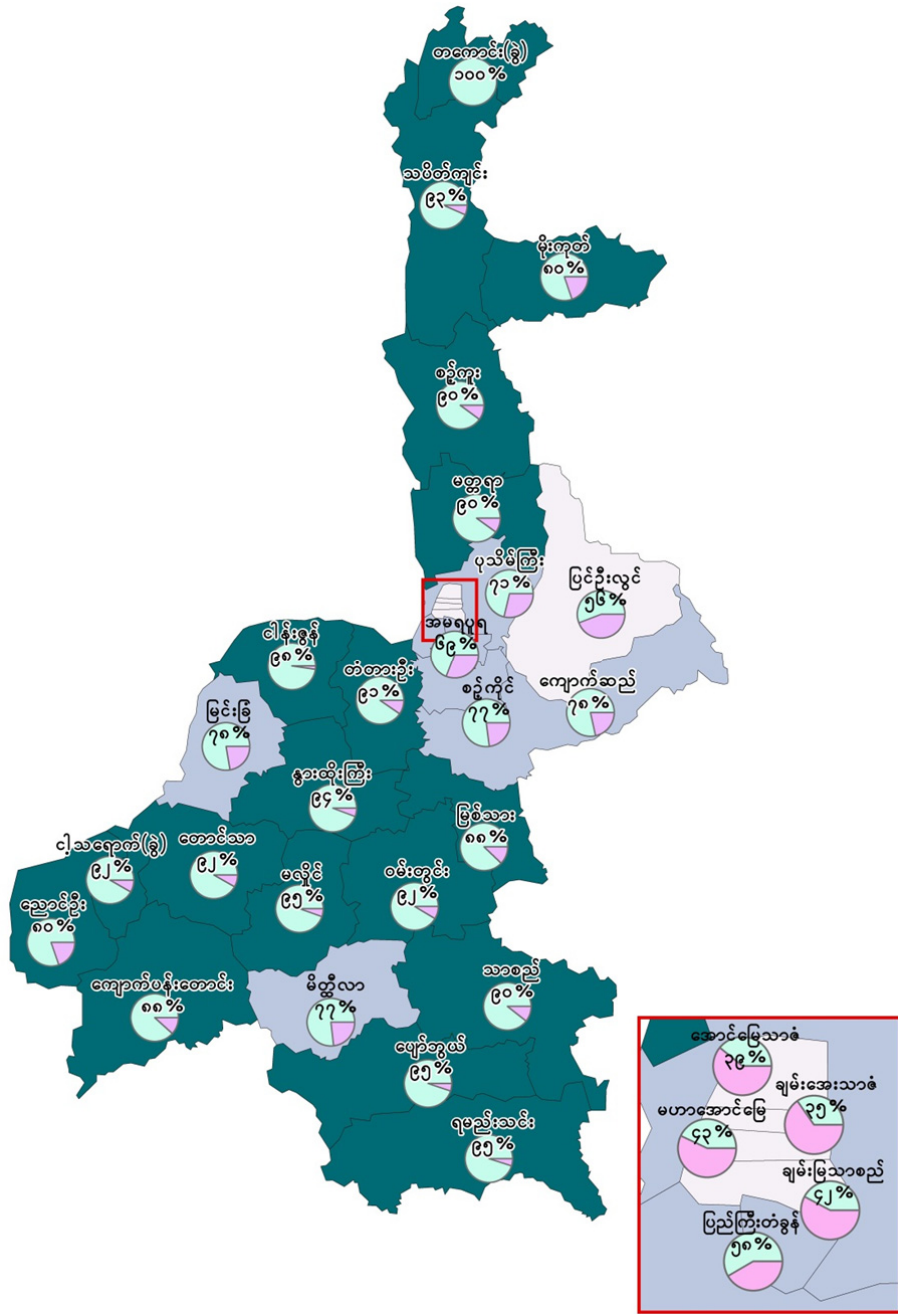 တကောင်း(ခွဲ)
၁၀၀%
သပိတ်ကျင်း
၉၃%
မိုးကုတ်
၈၀%
စဉ့်ကူး
၉၀%
မတ္တရာ
၉၀%
ပုသိမ်ကြီး
၇၁%
ပြင်ဦးလွင်
၅၆%
အမရပူရ
၆၉%
ငါန်းဇွန်
၉၈%
တံတားဦး
၉၁%
စဉ့်ကိုင်
၇၇%
ကျောက်ဆည်
၇၈%
မြင်းခြံ
၇၈%
နွားထိုးကြီး
၉၄%
မြစ်သား
၈၈%
ငါ့သရောက်(ခွဲ)
၉၂%
တောင်သာ
၉၂%
မလှိုင်
၉၅%
ဝမ်းတွင်း
၉၂%
ညောင်ဦး
၈၀%
ကျောက်ပန်းတောင်း
၈၈%
မိတ္ထီလာ
၇၇%
သာစည်
၉၀%
ပျော်ဘွယ်
၉၅%
ရမည်းသင်း
၉၅%
အောင်မြေသာဇံ
၃၉%
ချမ်းအေးသာဇံ
၃၅%
မဟာအောင်မြေ
၄၃%
ချမ်းမြသာစည်
၄၂%
ပြည်ကြီးတံခွန်
၅၈%